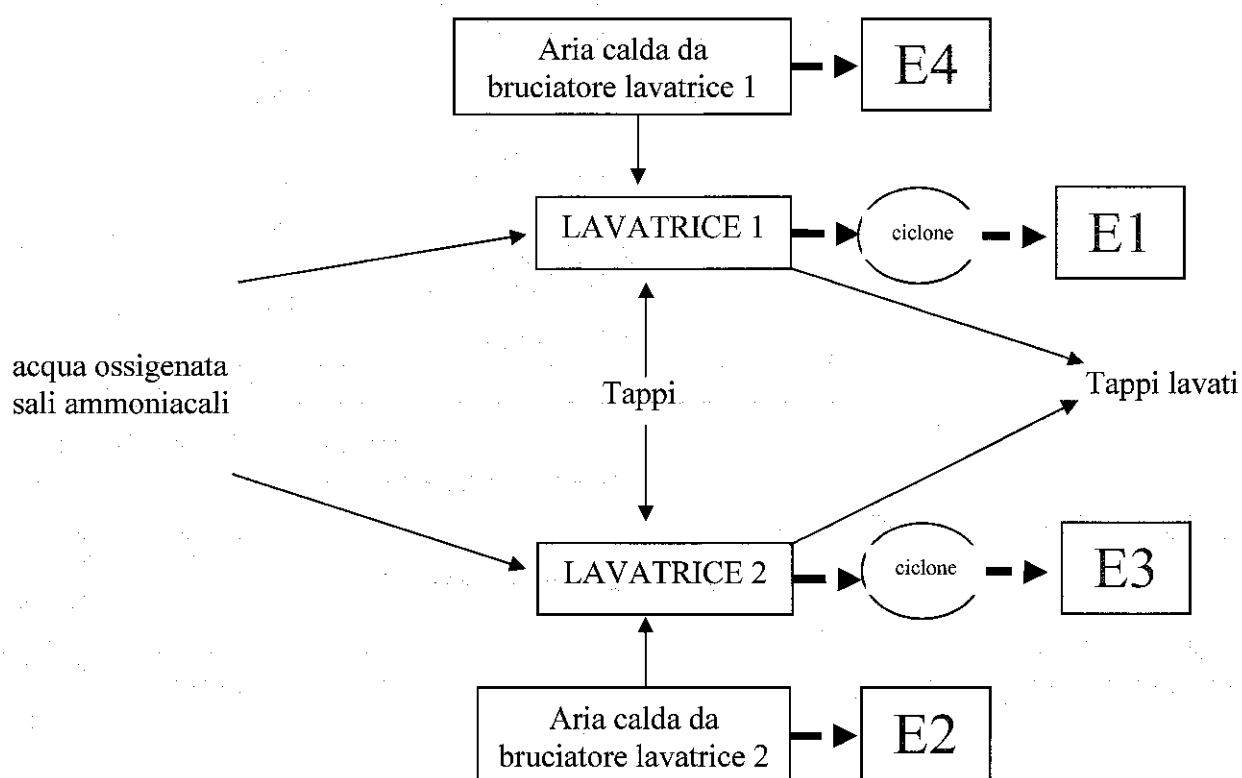 Aria calda da
bruciatore lavatrice 1
E4
LAVATRICE 1
ciclone
E1
acqua ossigenata
sali ammoniacali
Tappi
Tappi lavati
LAVATRICE 2
ciclone
E3
Aria calda da
bruciatore lavatrice 2
E2